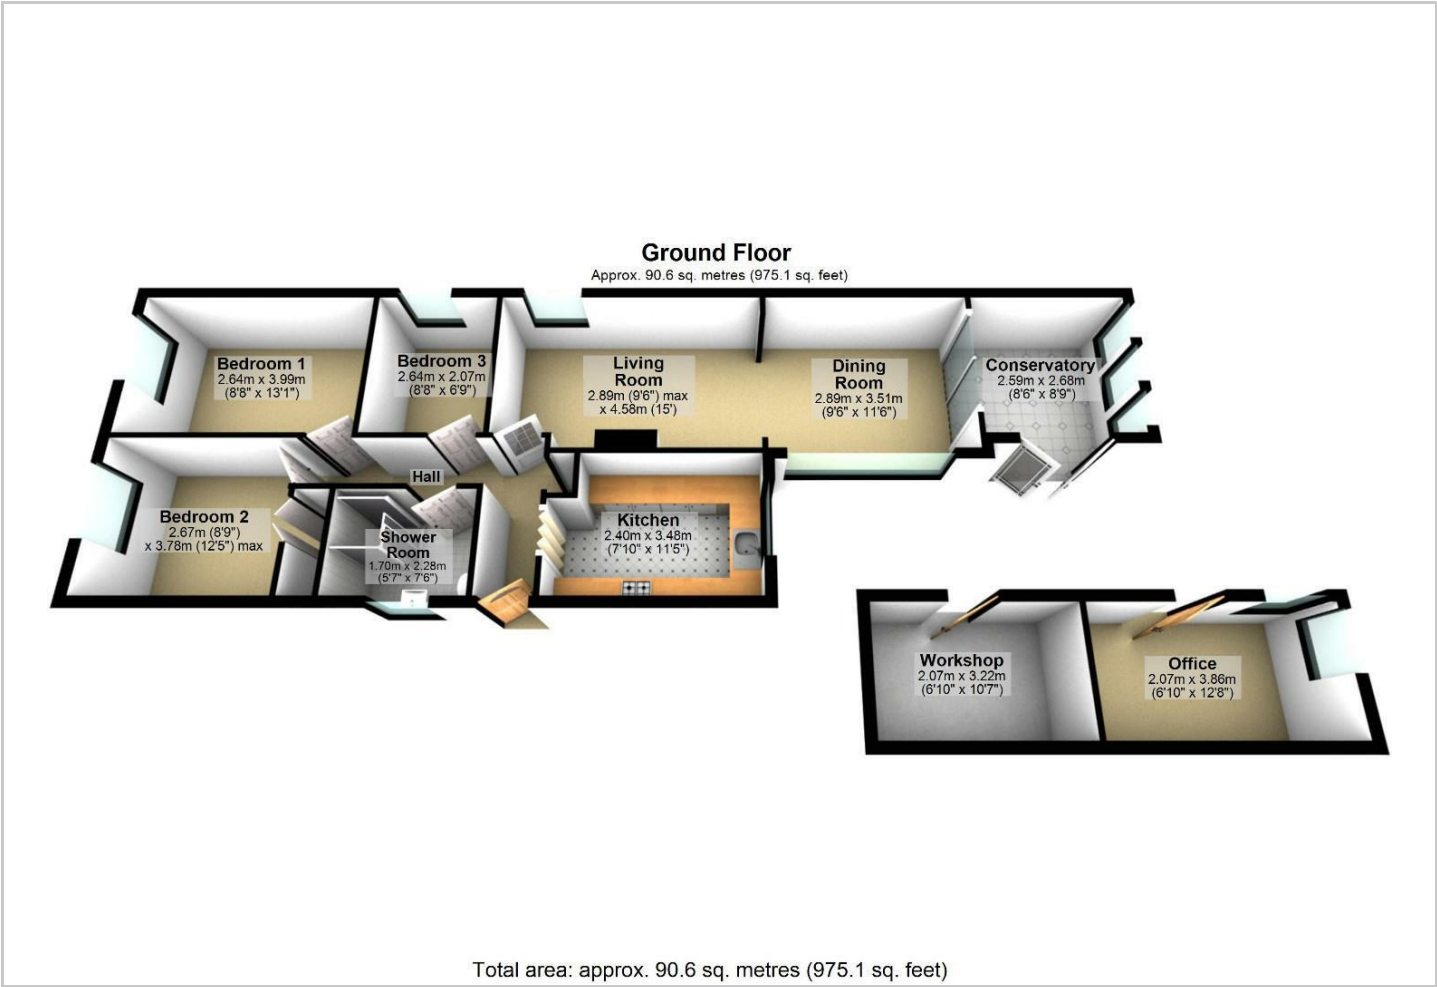 Ground Floor
Approx. 90.6 sq. metres (975.1 sq. feet)
Bedroom 1
2.64m x 3.99m
(8'8" x 13'1")
Bedroom 3
2.64m x 2.07m
(8'8" x 6'9")
Living
Room
2.89m (9'6") max
x 4.58m (15')
Dining
Room
2.89m x 3.51m
(9'6" x 11'6")
Conservatory
2.59m x 2.68m
(8'6" x 8'9")
Hall
Bedroom 2
2.67m (8'9")
x 3.78m (12'5") max
Shower
Room
1.70m x 2.28m
(5'7" x 7'6")
Kitchen
2.40m x 3.48m
(7'10" x 11'5")
Workshop
2.07m x 3.22m
(6'10" x 10'7")
Office
2.07m x 3.86m
(6'10" x 12'8")
Total area: approx. 90.6 sq. metres (975.1 sq. feet)